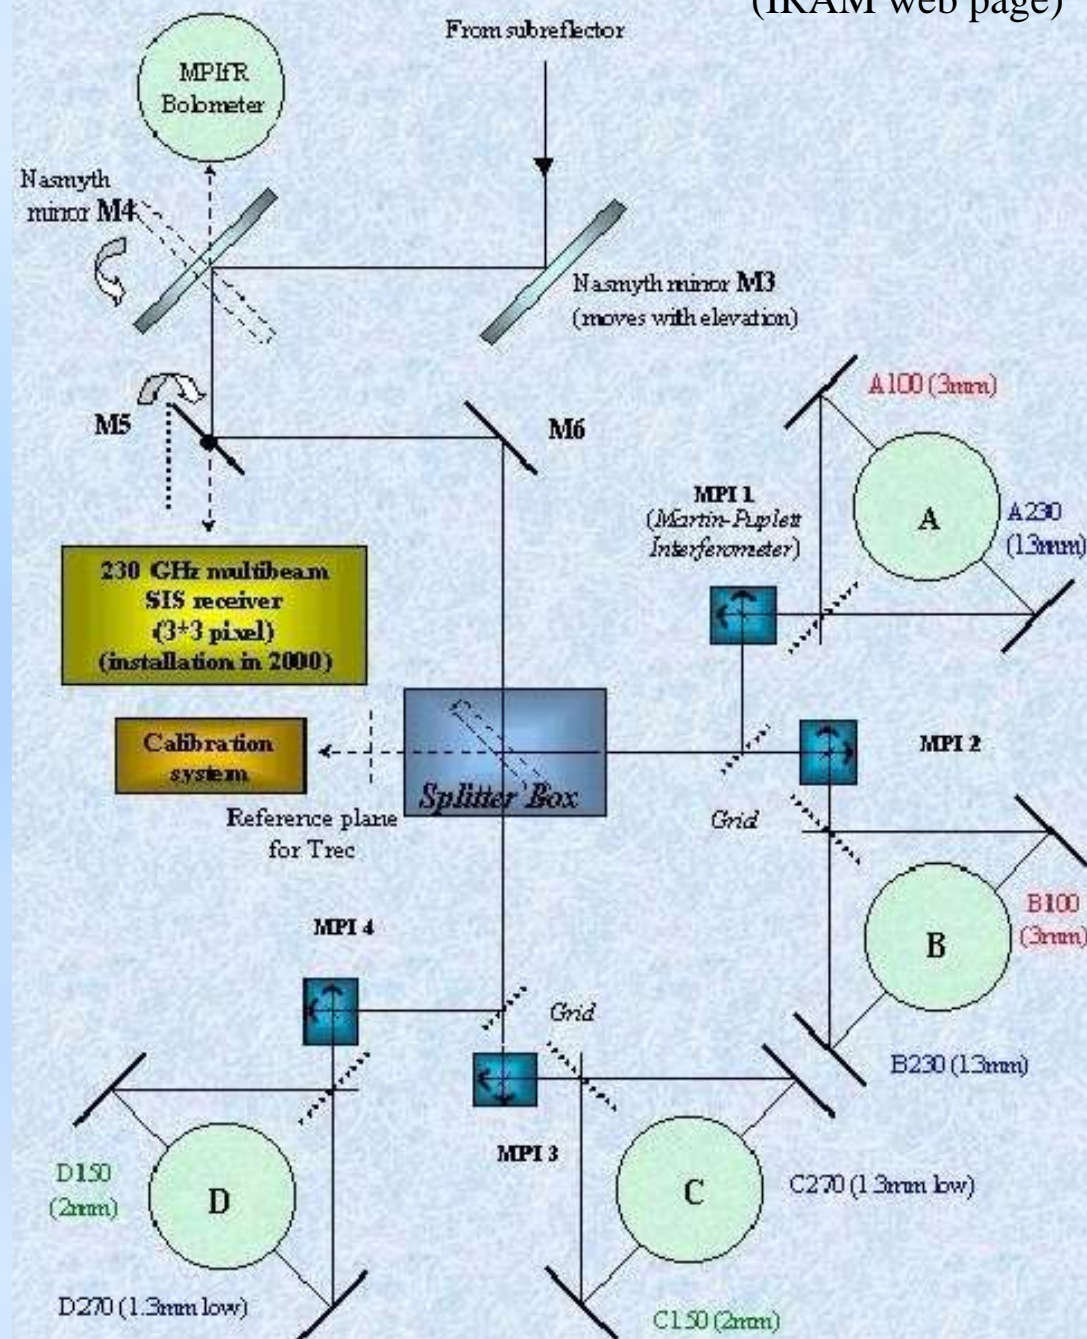 (IRAM web page)
From subreflector
MPIfR
Bolometer
Nasmyth
mirror M4
Nasmyth mirror M3
(moves with elevation)
M5
M6
A100 (3mm)
MPI 1
(Martin-Puplett
Interferometer)
A
A230
(1.3mm)
230 GHz multibeam
SIS receiver
(3*3 pixel)
(installation in 2000)
Calibration
system
Splitter Box
MPI 2
Reference plane
for Trec
Grid
B100
(3mm)
B
MPI 4
Grid
B230 (1.3mm)
MPI 3
D150
(2mm)
D
C
C270 (1.3mm low)
D270 (1.3mm low)
C150 (2mm)